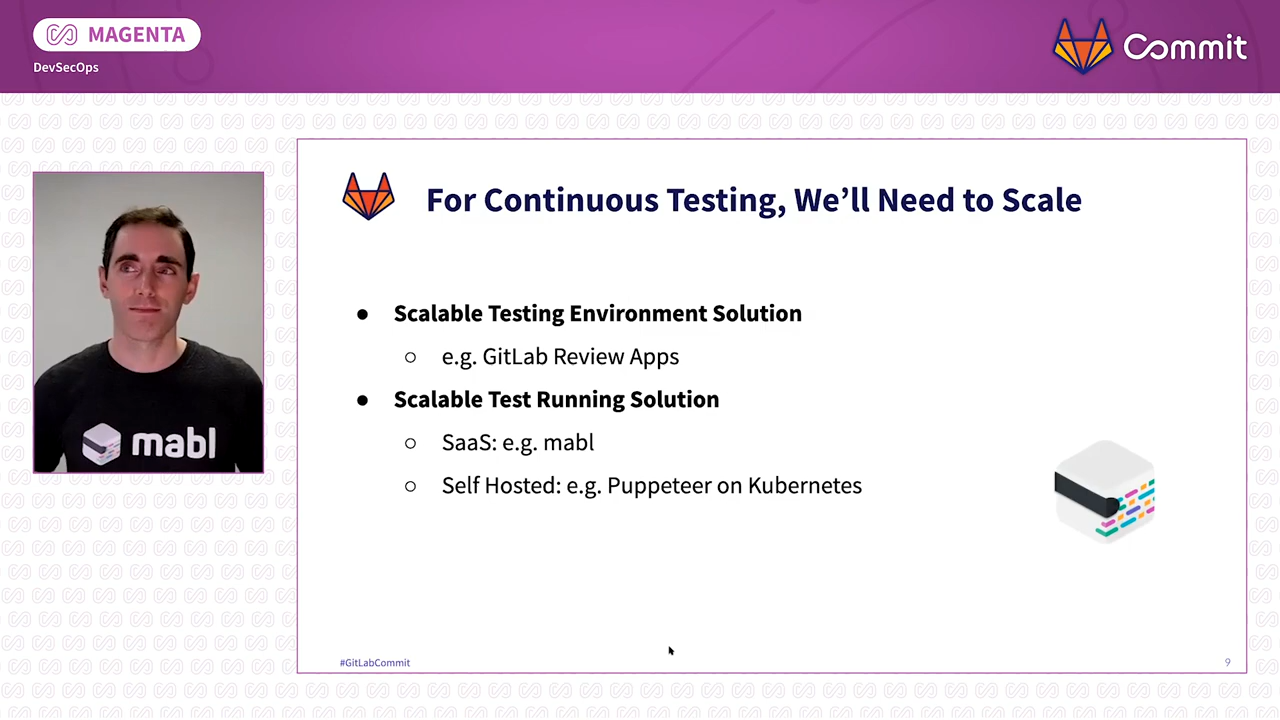 MAGENTA
DevSecOps
Commit
For Continuous Testing, We’ll Need to Scale
● Scalable Testing Environment Solution
○ e.g. GitLab Review Apps
● Scalable Test Running Solution
○ SaaS: e.g. mabl
○ Self Hosted: e.g. Puppeteer on Kubernetes
mabl
#GitLabCommit
9